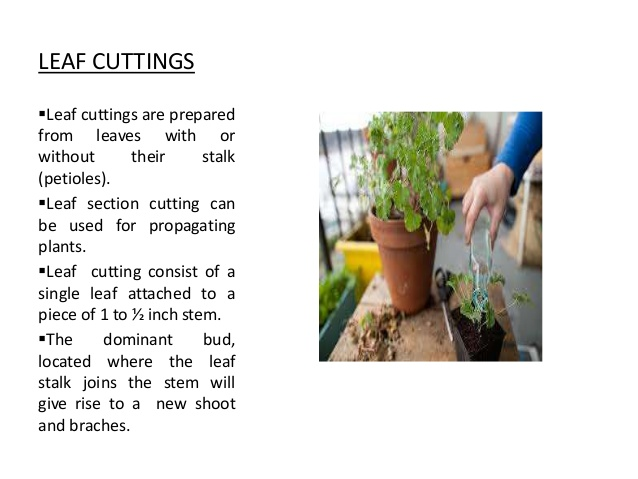 LEAF CUTTINGS
▪Leaf cuttings are prepared
from leaves with or
without their stalk
(petioles).
▪Leaf section cutting can
be used for propagating
plants.
▪Leaf cutting consist of a
single leaf attached to a
piece of 1 to ½ inch stem.
▪The dominant bud,
located where the leaf
stalk joins the stem will
give rise to a new shoot
and braches.